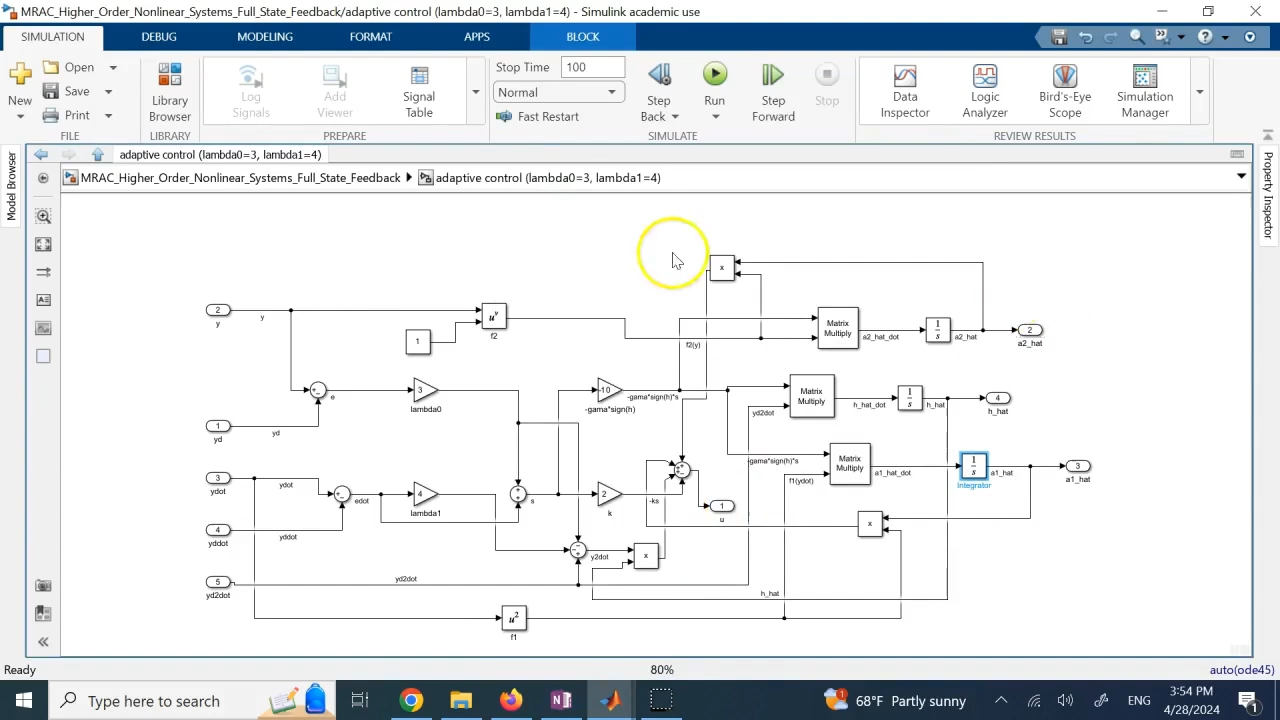 MRAC_Higher_Order_Nonlinear_Systems_Full_State_Feedback/adaptive control (lambda0=3, lambda1=4) - Simulink academic use
SIMULATION DEBUG MODELING FORMAT APPS BLOCK
New
Open
Save
Print
FILE
Library Browser
LIBRARY
Log Signals
Add Viewer
Signal Table
PREPARE
Stop Time 100
Normal
Fast Restart
Step Back
Run
Step Forward
Stop
SIMULATE
Data Inspector
Logic Analyzer
Bird's-Eye Scope
Simulation Manager
REVIEW RESULTS
adaptive control (lambda0=3, lambda1=4)
MRAC_Higher_Order_Nonlinear_Systems_Full_State_Feedback adaptive control (lambda0=3, lambda1=4)
Model Browser
Property Inspector
x
2
y
y
u^v
f2
1
f2(y)
Matrix Multiply
a2_hat_dot
1/s
a2_hat
2
a2_hat
e
3
lambda0
-10
-gama*sign(h)
-gama*sign(h)*s
Matrix Multiply
yd2dot
h_hat_dot
1/s
h_hat
4
h_hat
1
yd
yd
-gama*sign(h)*s
f1(ydot)
Matrix Multiply
a1_hat_dot
1/s
Integrator
a1_hat
3
a1_hat
3
ydot
ydot
edot
4
lambda1
s
2
k
-ks
1
u
x
4
yddot
yddot
y2dot
x
5
yd2dot
yd2dot
h_hat
u^2
f1
Ready 80% auto(ode45)
Type here to search
68°F Partly sunny
ENG
3:54 PM
4/28/2024